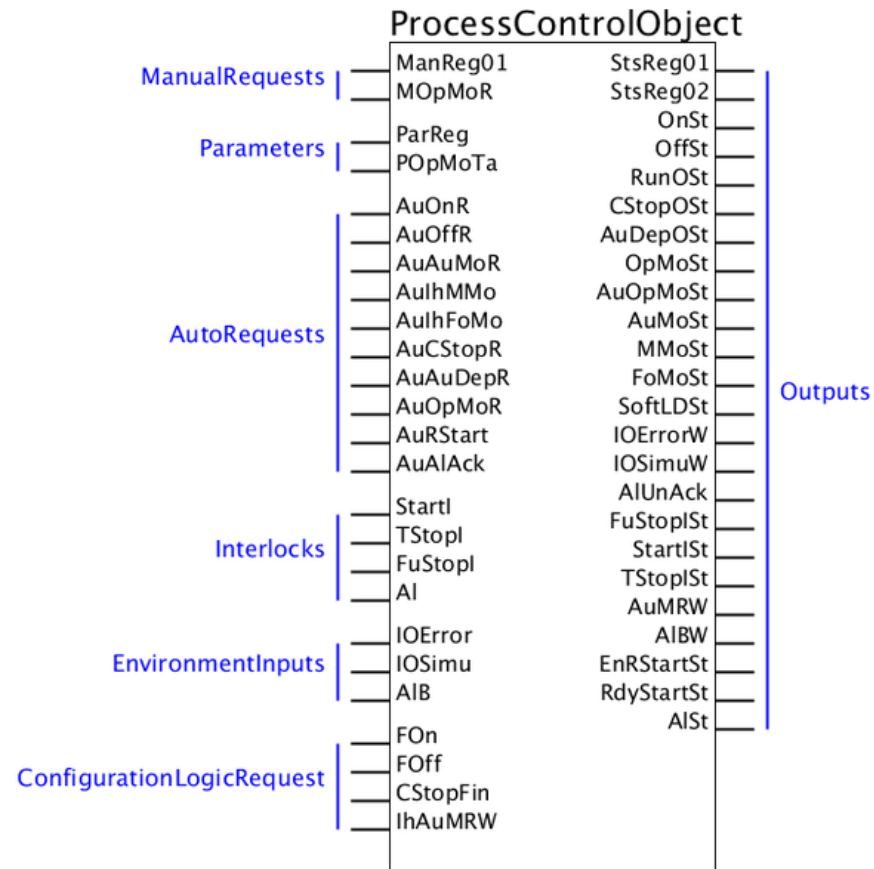 ProcessControlObject
ManualRequests
ManReg01
MOpMoR
Parameters
ParReg
POpMoTa
AutoRequests
AuOnR
AuOffR
AuAuMoR
AuIhMMo
AuIhFoMo
AuCStopR
AuAuDepR
AuOpMoR
AuRStart
AuAlAck
Interlocks
StartI
TStopI
FuStopI
Al
EnvironmentInputs
IOError
IOSimu
AlB
ConfigurationLogicRequest
FOn
FOff
CStopFin
IhAuMRW
StsReg01
StsReg02
OnSt
OffSt
RunOSt
CStopOSt
AuDepOSt
OpMoSt
AuOpMoSt
AuMoSt
MMoSt
FoMoSt
SoftLDSt
IOErrorW
IOSimuW
AlUnAck
FuStopISt
StartISt
TStopISt
AuMRW
AlBW
EnRStartSt
RdyStartSt
AlSt
Outputs